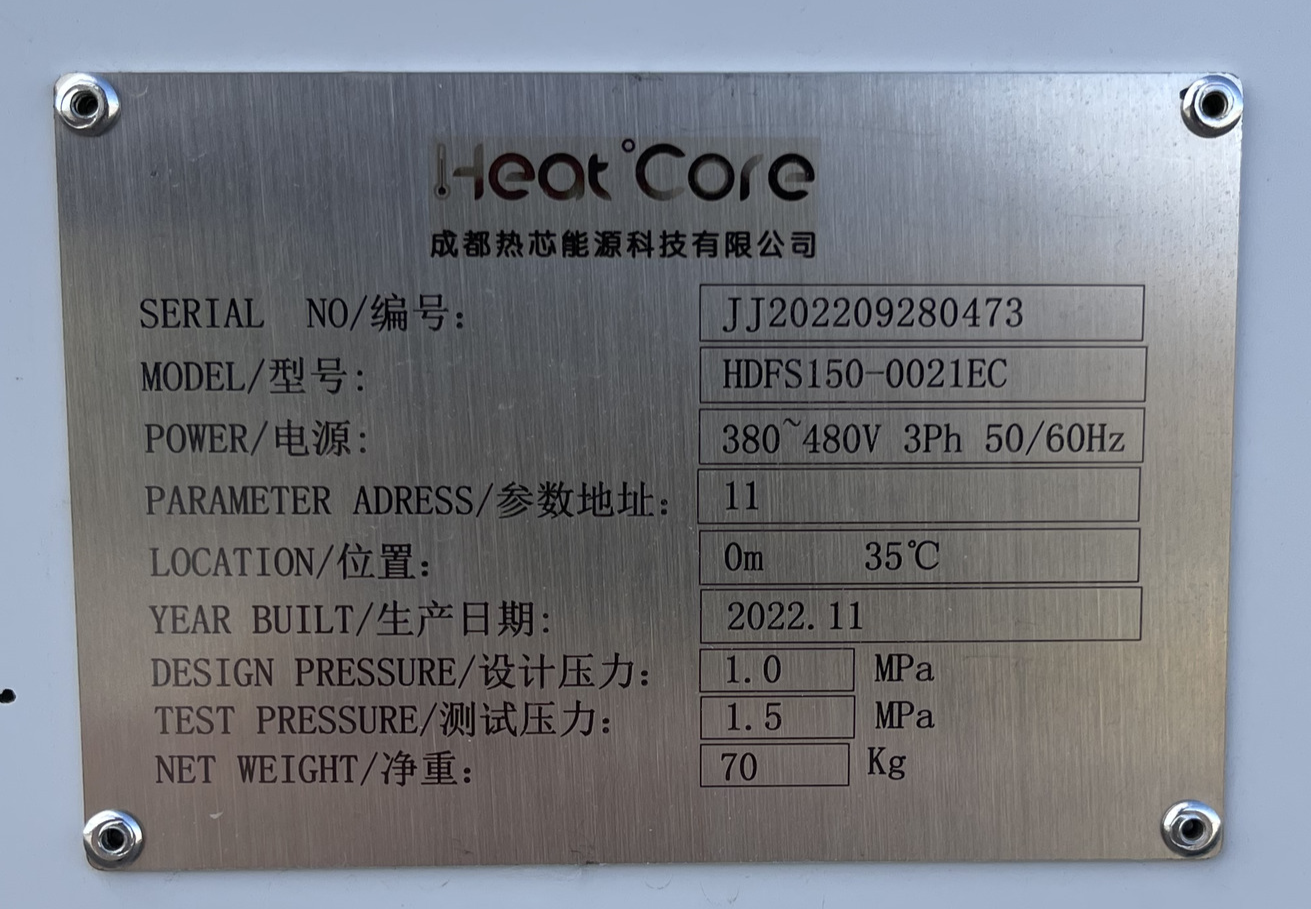 Heat°Core
成都热芯能源科技有限公司
SERIAL NO/编号: JJ202209280473
MODEL/型号: HDFS150-0021EC
POWER/电源: 380~480V 3Ph 50/60Hz
PARAMETER ADRESS/参数地址: 11
LOCATION/位置: 0m 35℃
YEAR BUILT/生产日期: 2022.11
DESIGN PRESSURE/设计压力: 1.0 MPa
TEST PRESSURE/测试压力: 1.5 MPa
NET WEIGHT/净重: 70 Kg